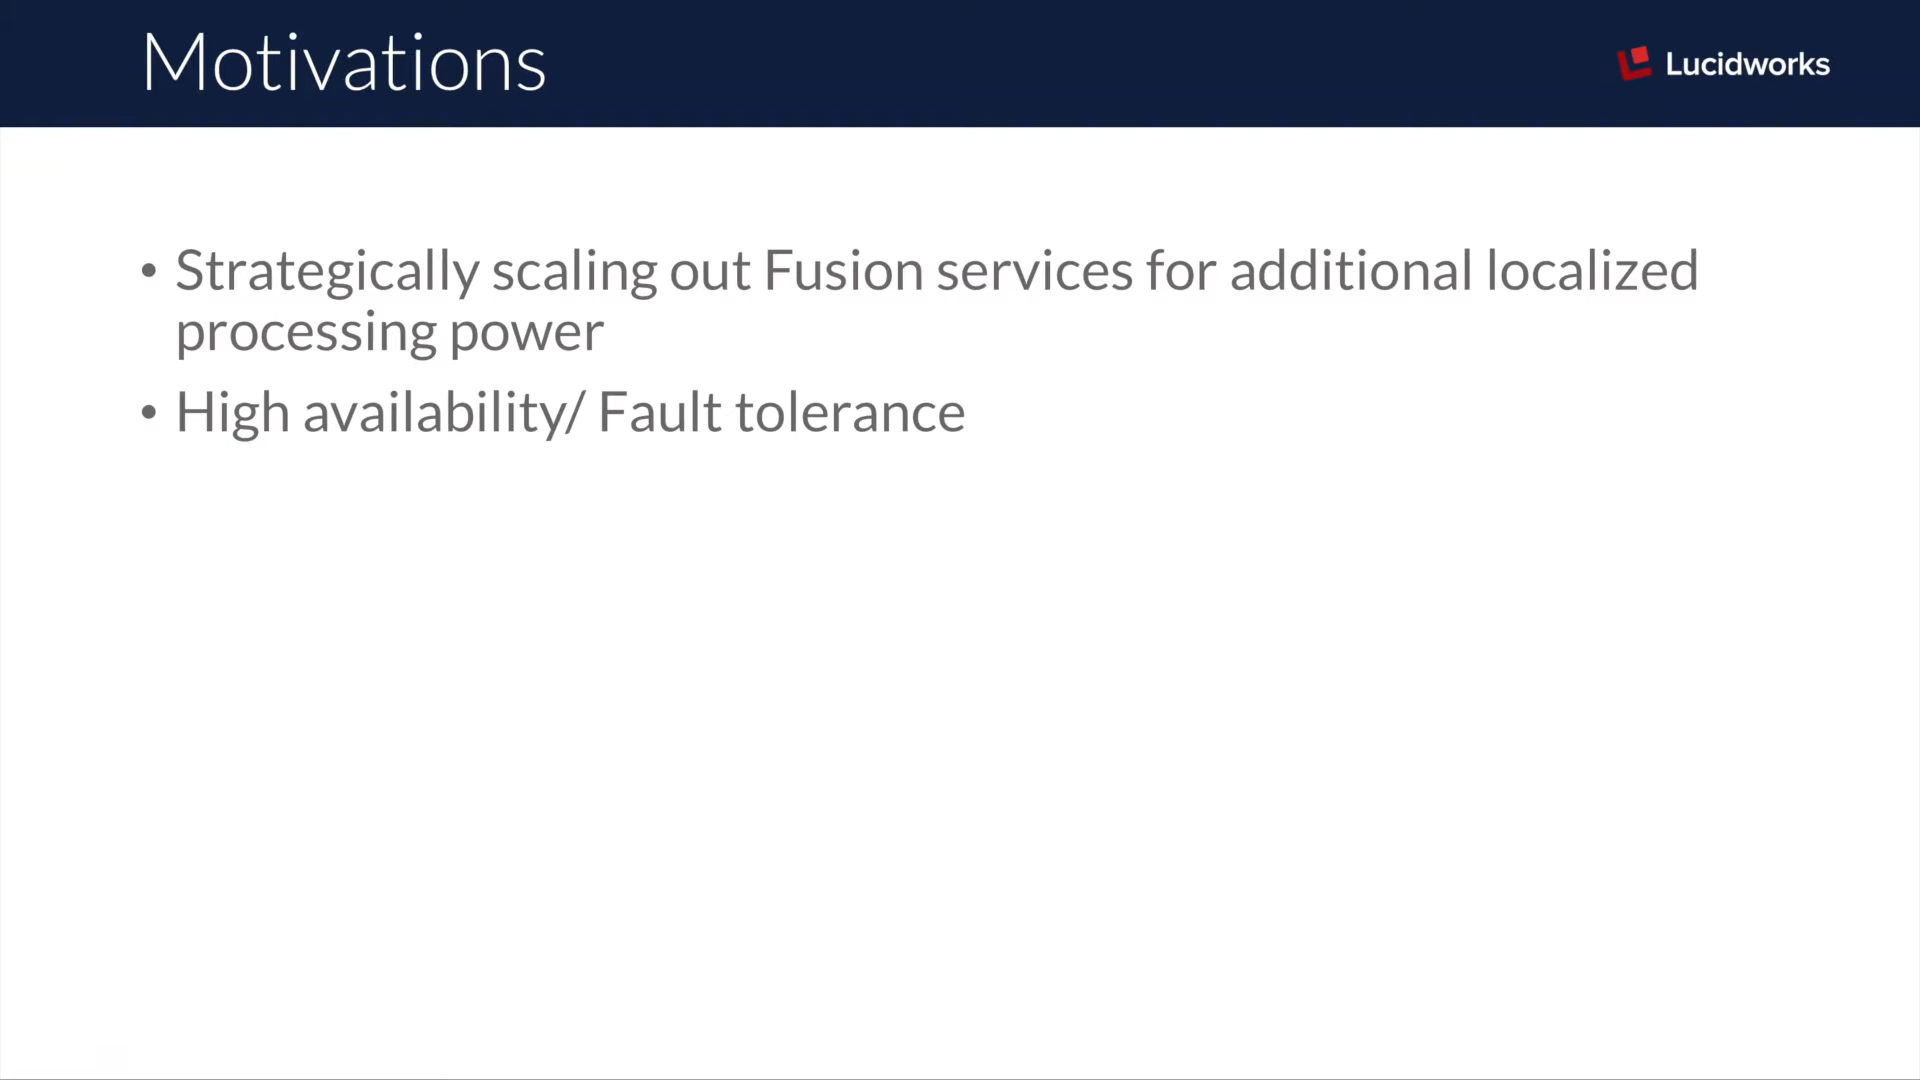 Motivations
Lucidworks
• Strategically scaling out Fusion services for additional localized
processing power
• High availability/ Fault tolerance